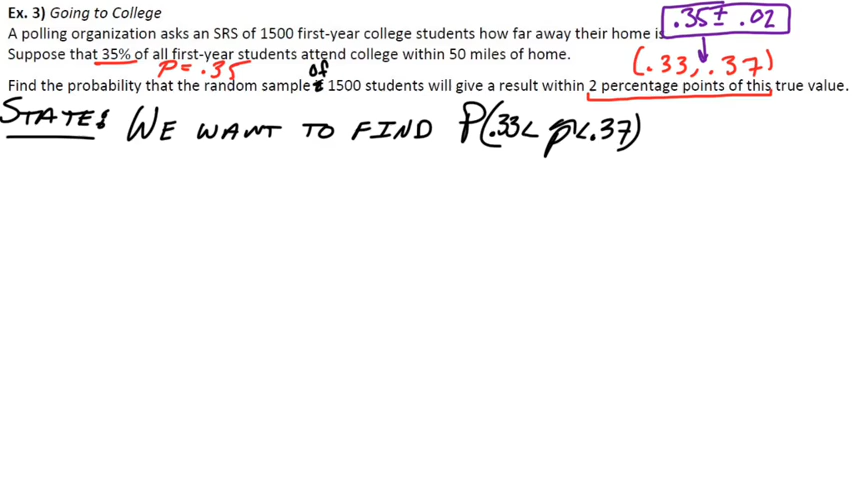 Ex. 3) Going to College
A polling organization asks an SRS of 1500 first-year college students how far away their home is
.35 ± .02
Suppose that 35% of all first-year students attend college within 50 miles of home.
P = .35
(.33, .37)
of
Find the probability that the random sample 1500 students will give a result within 2 percentage points of this true value.
STATE: WE WANT TO FIND P(.33< p<.37)